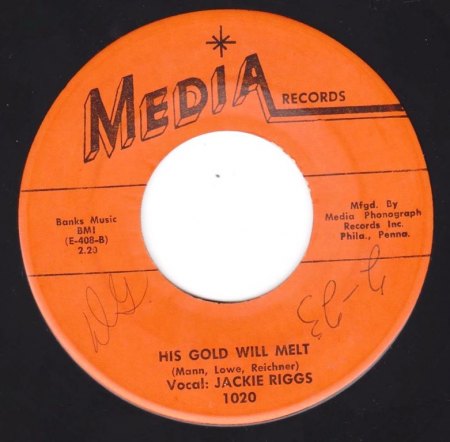 MEDIA RECORDS
Banks Music
BMI
(E-408-B)
2.20
Mfgd. By
Media Phonograph
Records Inc.
Phila., Penna.
HIS GOLD WILL MELT
(Mann, Lowe, Reichner)
Vocal: JACKIE RIGGS
1020